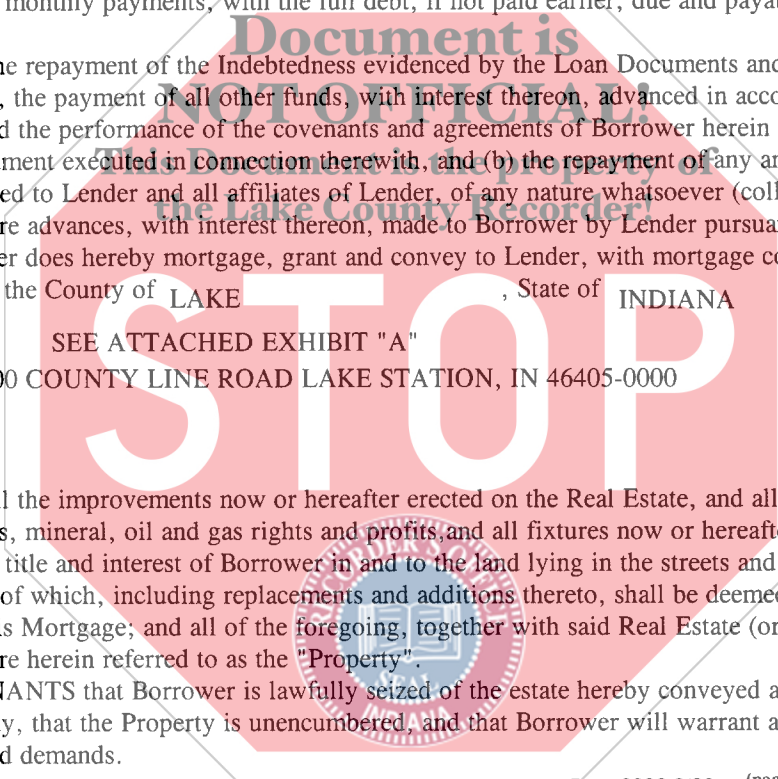 monthly payments, with the full debt, if not paid earlier, due and paya
Document is
ne repayment of the Indebtedness evidenced by the Loan Documents and
NOT OFFICIAL!
, the payment of all other funds, with interest thereon, advanced in acco
d the performance of the covenants and agreements of Borrower herein
This Document is the property of
ment executed in connection therewith, and (b) the repayment of any an
ed to Lender and all affiliates of Lender, of any nature whatsoever (coll
the Lake County Recorder!
re advances, with interest thereon, made to Borrower by Lender pursua
er does hereby mortgage, grant and convey to Lender, with mortgage co
the County of LAKE , State of INDIANA
SEE ATTACHED EXHIBIT "A"
00 COUNTY LINE ROAD LAKE STATION, IN 46405-0000
STOP
l the improvements now or hereafter erected on the Real Estate, and all
s, mineral, oil and gas rights and profits,and all fixtures now or hereaft
title and interest of Borrower in and to the land lying in the streets and
of which, including replacements and additions thereto, shall be deemed
s Mortgage; and all of the foregoing, together with said Real Estate (or
re herein referred to as the "Property".
NANTS that Borrower is lawfully seized of the estate hereby conveyed a
y, that the Property is unencumbered, and that Borrower will warrant a
d demands.
RECORDER'S OFFICE
SEAL
INDIANA